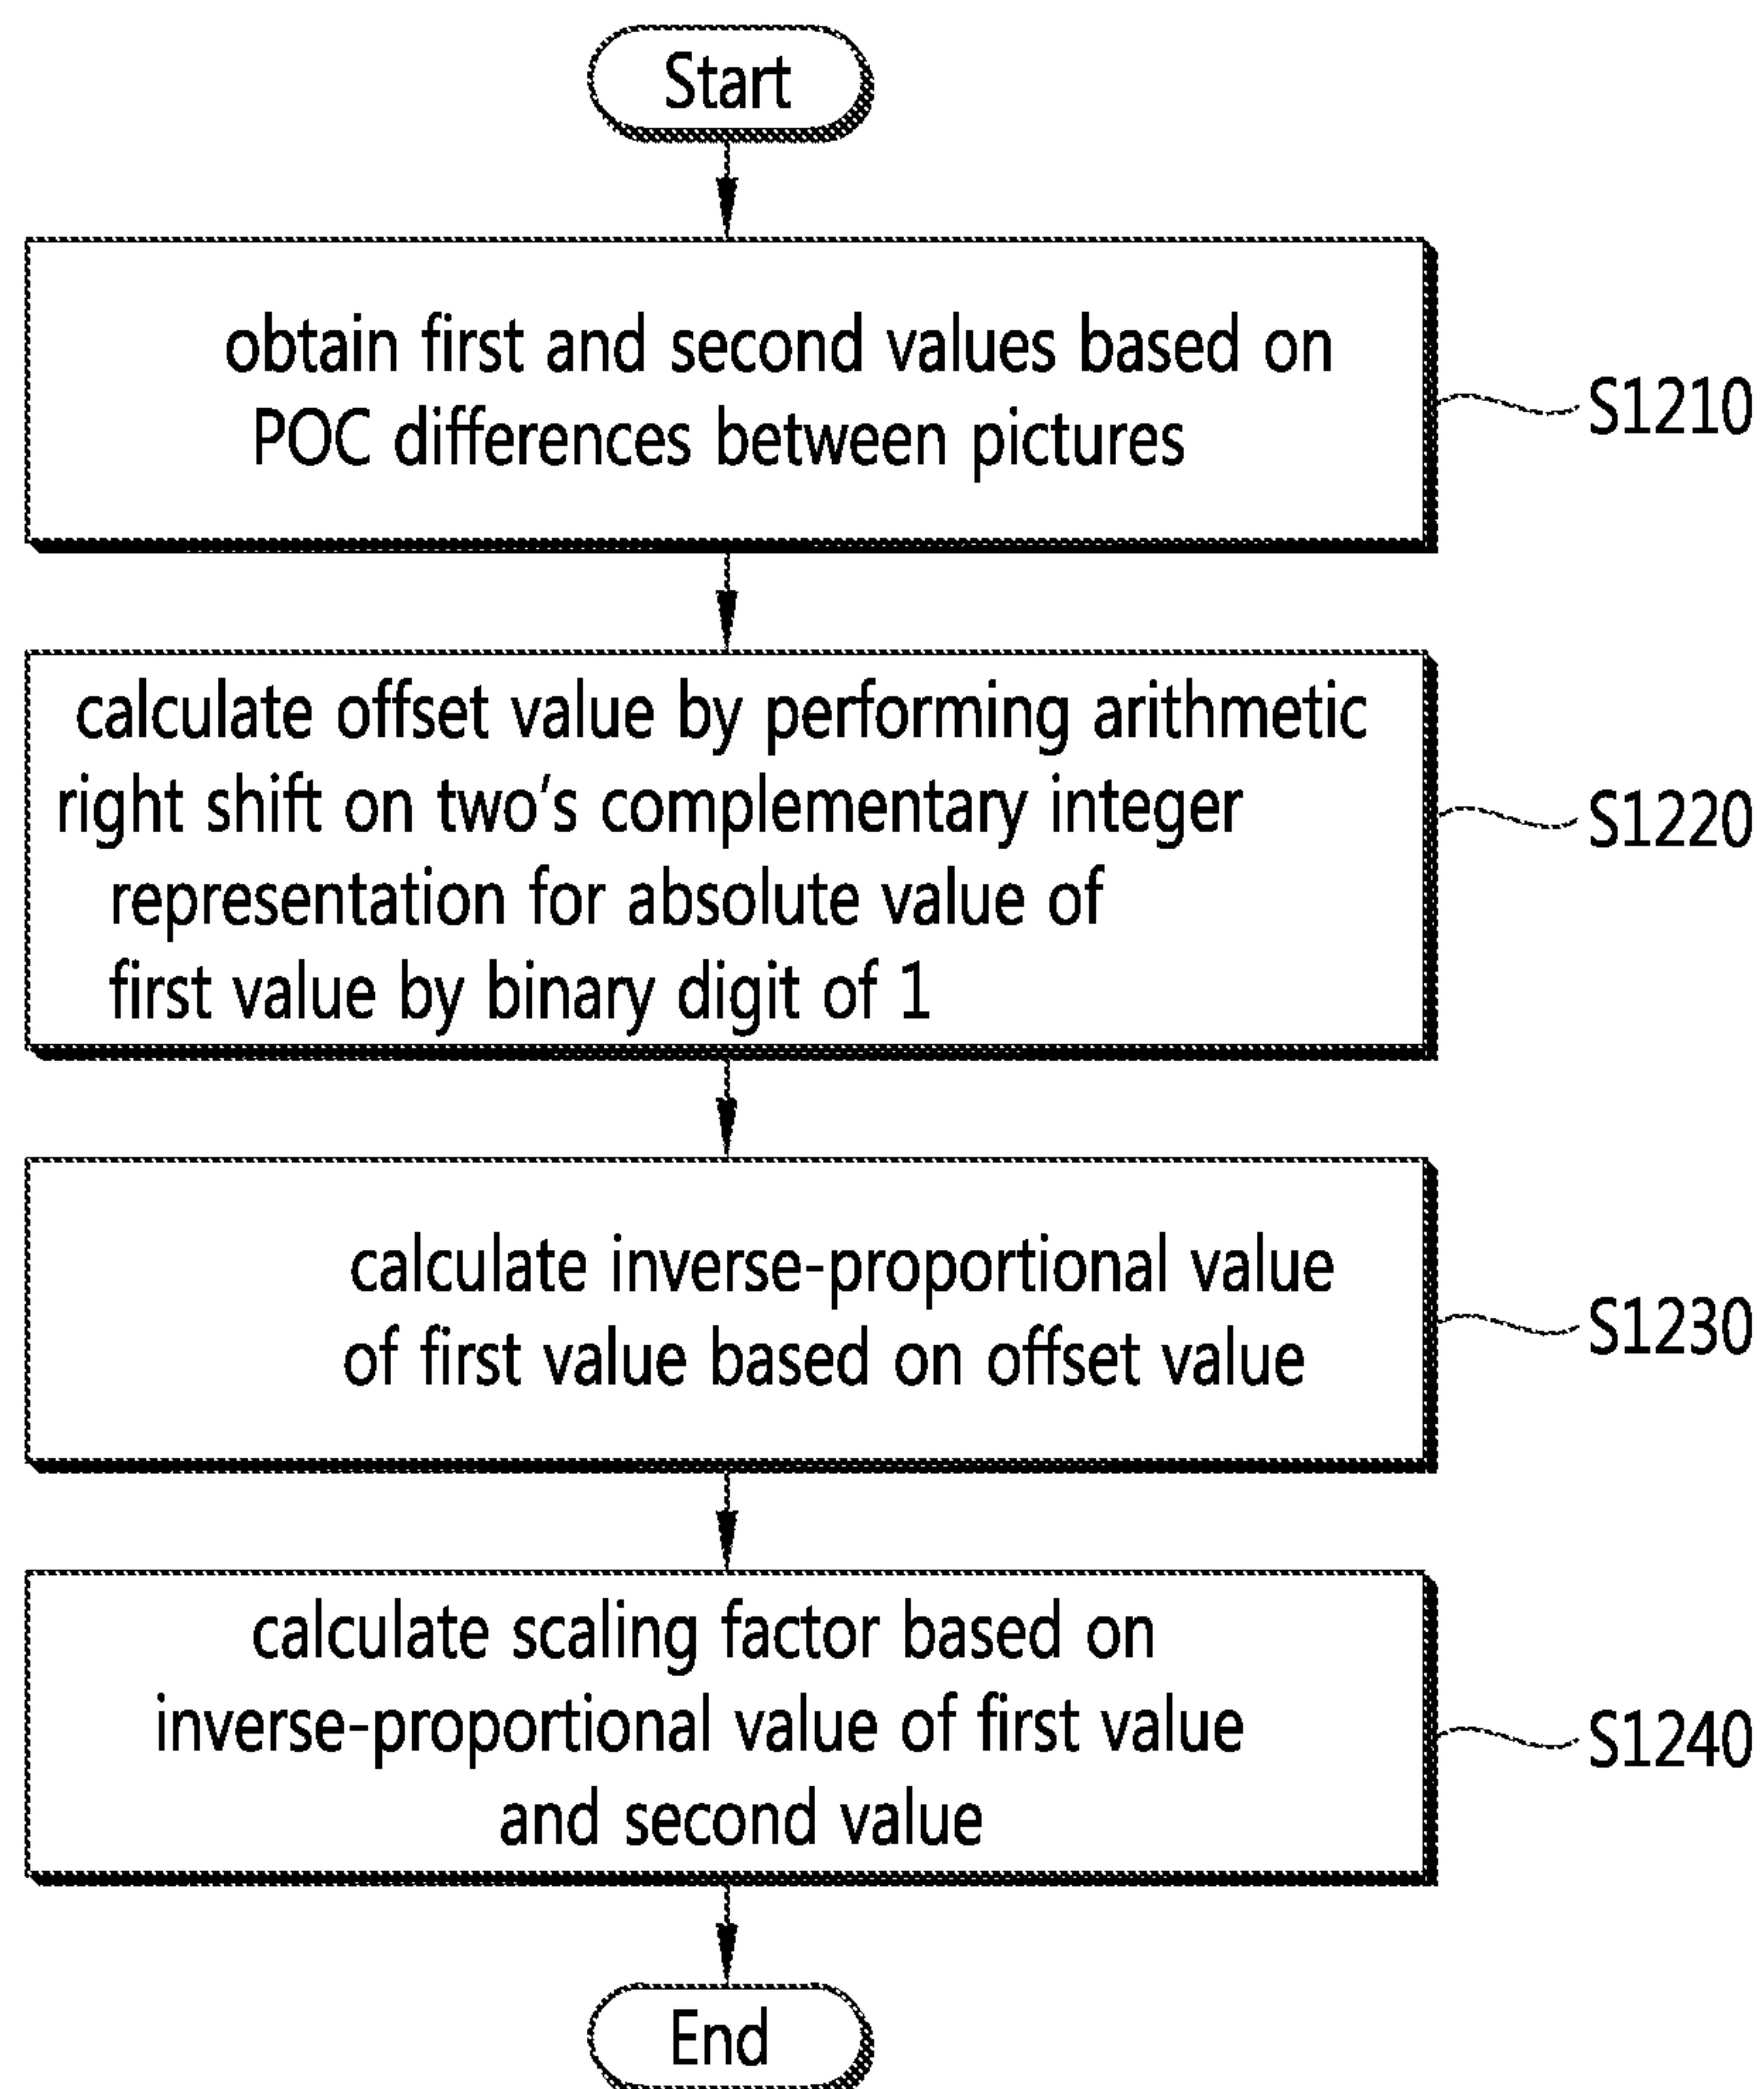 Start
obtain first and second values based on
POC differences between pictures
S1210
calculate offset value by performing arithmetic
right shift on two's complementary integer
representation for absolute value of
first value by binary digit of 1
S1220
calculate inverse-proportional value
of first value based on offset value
S1230
calculate scaling factor based on
inverse-proportional value of first value
and second value
S1240
End